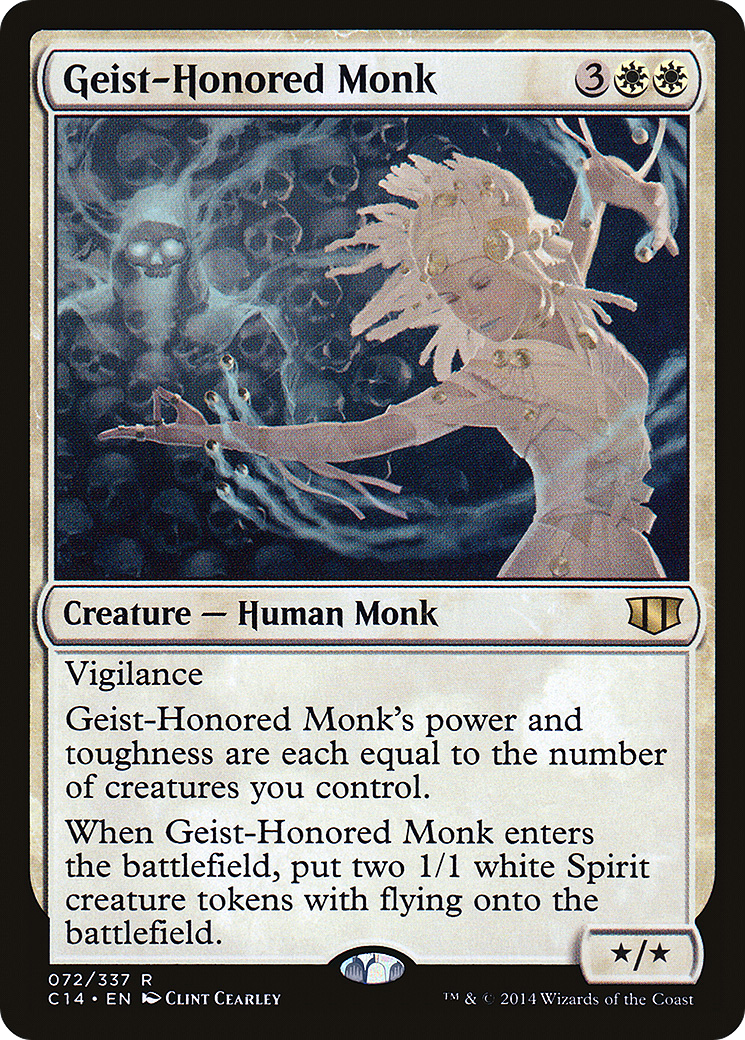 Geist-Honored Monk 3
Creature — Human Monk
Vigilance
Geist-Honored Monk's power and
toughness are each equal to the number
of creatures you control.
When Geist-Honored Monk enters
the battlefield, put two 1/1 white Spirit
creature tokens with flying onto the
battlefield.
★/★
072/337 R
C14 • EN Clint Cearley
™ & © 2014 Wizards of the Coast